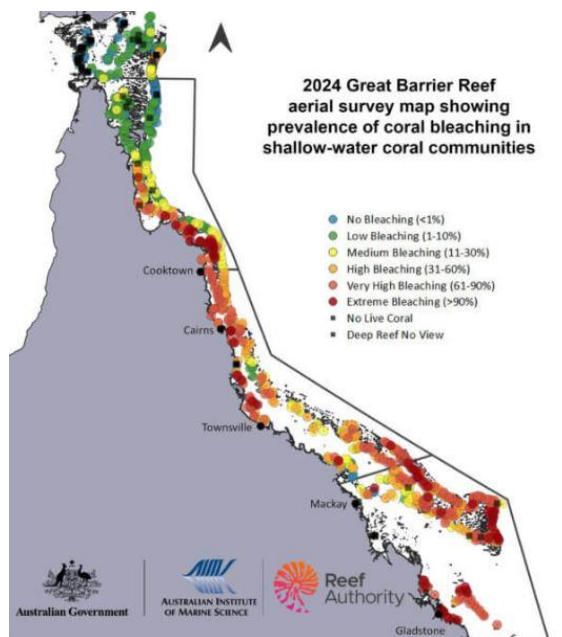 2024 Great Barrier Reef
aerial survey map showing
prevalence of coral bleaching in
shallow-water coral communities
No Bleaching (<1%)
Low Bleaching (1-10%)
Medium Bleaching (11-30%)
High Bleaching (31-60%)
Very High Bleaching (61-90%)
Extreme Bleaching (>90%)
No Live Coral
Deep Reef No View
Cooktown
Cairns
Townsville
Mackay
Gladstone
Australian Government
AIMS
AUSTRALIAN INSTITUTE
OF MARINE SCIENCE
Reef
Authority